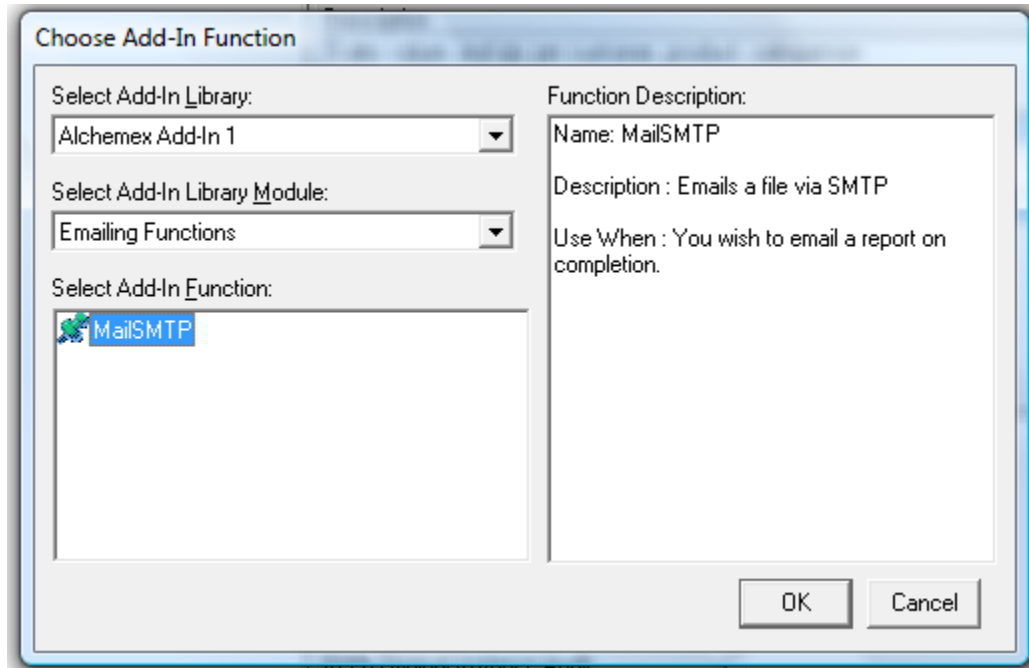 Choose Add-In Function
Select Add-In Library:
Alchemex Add-In 1
Select Add-In Library Module:
Emailing Functions
Select Add-In Function:
MailSMTP
Function Description:
Name: MailSMTP
Description : Emails a file via SMTP
Use When : You wish to email a report on
completion.
OK
Cancel